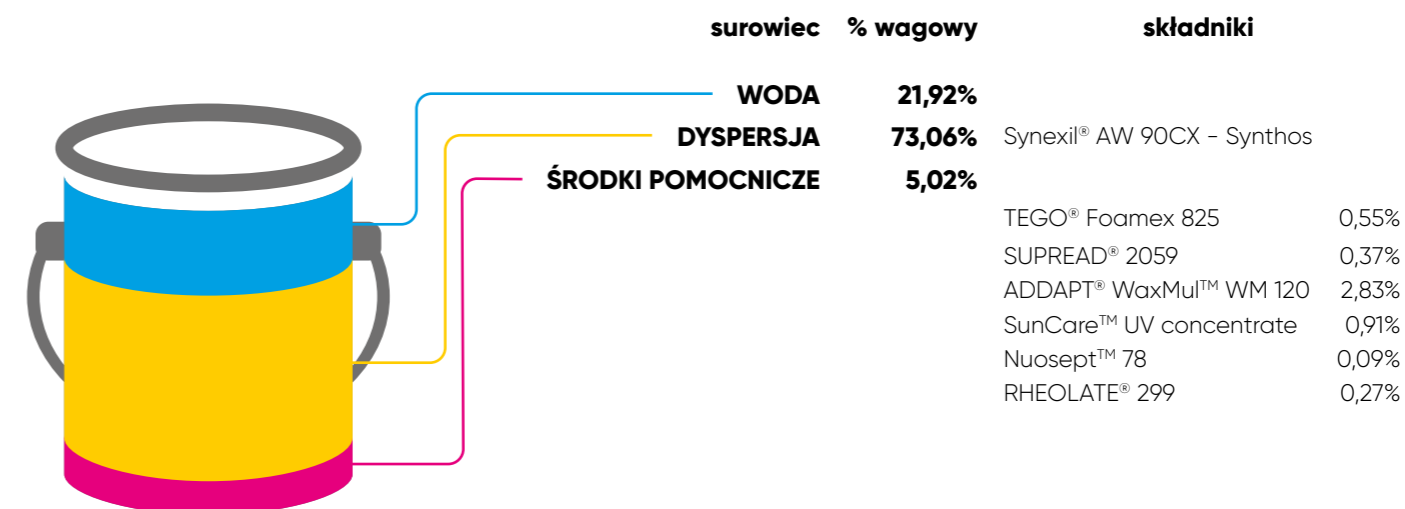 surowiec % wagowy składniki
WODA 21,92%
DYSPERSJA 73,06% Synexil® AW 90CX - Synthos
ŚRODKI POMOCNICZE 5,02%
TEGO® Foamex 825 0,55%
SUPREAD® 2059 0,37%
ADDAPT® WaxMul™ WM 120 2,83%
SunCare™ UV concentrate 0,91%
Nuosept™ 78 0,09%
RHEOLATE® 299 0,27%